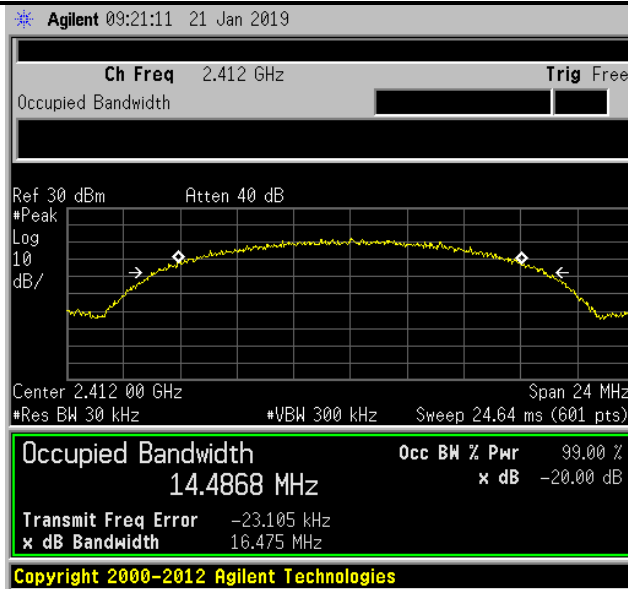 Agilent 09:21:11 21 Jan 2019
Ch Freq 2.412 GHz Trig Free
Occupied Bandwidth
Ref 30 dBm Atten 40 dB
#Peak
Log
10
dB/
Center 2.412 00 GHz Span 24 MHz
#Res BW 30 kHz #VBW 300 kHz Sweep 24.64 ms (601 pts)
Occupied Bandwidth Occ BW % Pwr 99.00 %
14.4868 MHz x dB -20.00 dB
Transmit Freq Error -23.105 kHz
x dB Bandwidth 16.475 MHz
Copyright 2000-2012 Agilent Technologies